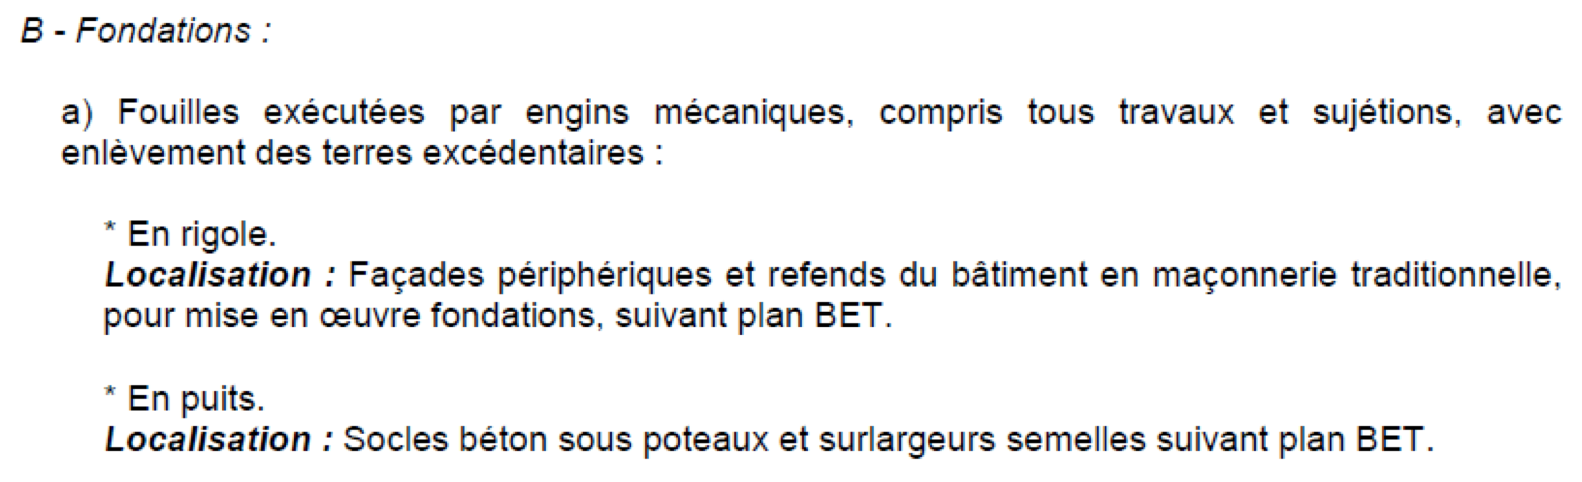 B - Fondations :
a) Fouilles exécutées par engins mécaniques, compris tous travaux et sujétions, avec
enlèvement des terres excédentaires :
* En rigole.
Localisation : Façades périphériques et refends du bâtiment en maçonnerie traditionnelle,
pour mise en œuvre fondations, suivant plan BET.
* En puits.
Localisation : Socles béton sous poteaux et surlargeurs semelles suivant plan BET.